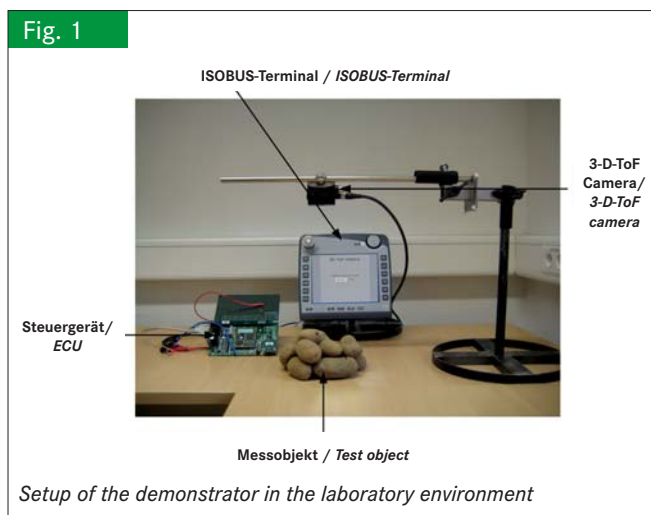 Fig. 1
ISOBUS-Terminal / ISOBUS-Terminal
3-D-ToF
Camera/
3-D-ToF
camera
Steuergerät/
ECU
Messobjekt / Test object
Setup of the demonstrator in the laboratory environment